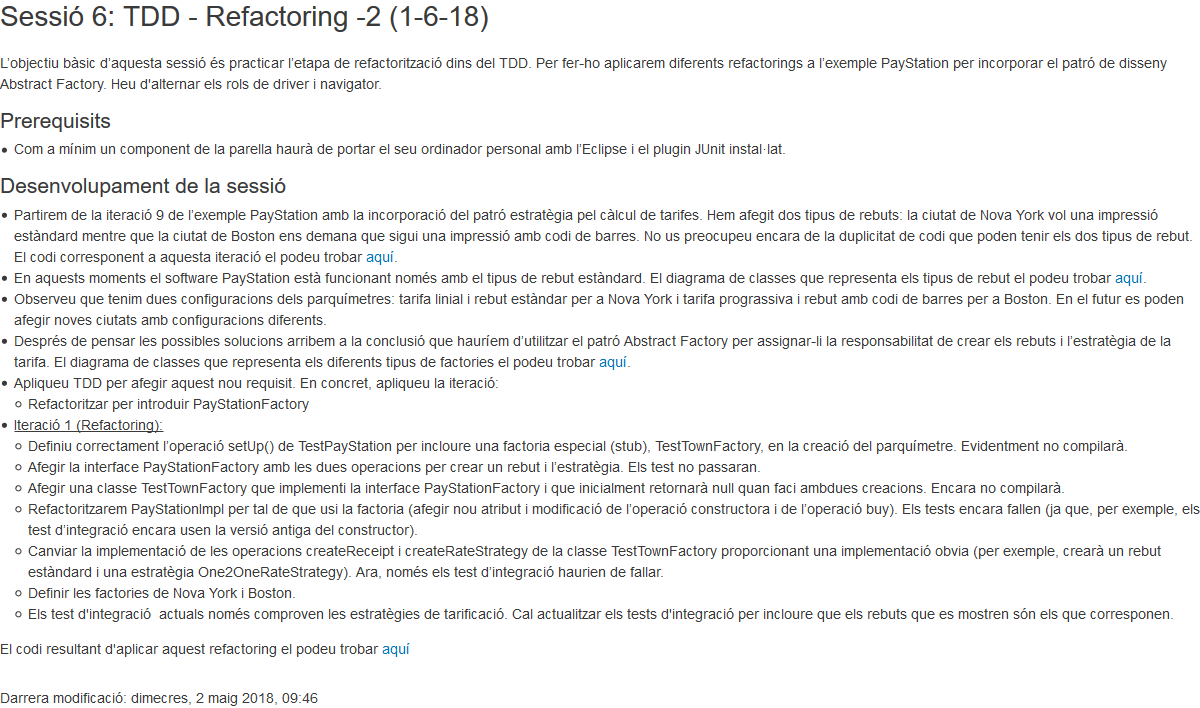 Sessió 6: TDD - Refactoring -2 (1-6-18)
L'objectiu bàsic d'aquesta sessió és practicar l'etapa de refactorització dins del TDD. Per fer-ho aplicarem diferents refactorings a l'exemple PayStation per incorporar el patró de disseny
Abstract Factory. Heu d'alternar els rols de driver i navigator.
Prerequisits
• Com a mínim un component de la parella haurà de portar el seu ordinador personal amb l'Eclipse i el plugin JUnit instal·lat.
Desenvolupament de la sessió
• Partirem de la iteració 9 de l'exemple PayStation amb la incorporació del patró estratègia pel càlcul de tarifes. Hem afegit dos tipus de rebuts: la ciutat de Nova York vol una impressió
estàndard mentre que la ciutat de Boston ens demana que sigui una impressió amb codi de barres. No us preocupeu encara de la duplicitat de codi que poden tenir els dos tipus de rebut.
El codi corresponent a aquesta iteració el podeu trobar aquí.
• En aquests moments el software PayStation està funcionant només amb el tipus de rebut estàndard. El diagrama de classes que representa els tipus de rebut el podeu trobar aquí.
• Observeu que tenim dues configuracions dels parquímetres: tarifa linial i rebut estàndar per a Nova York i tarifa prograssiva i rebut amb codi de barres per a Boston. En el futur es poden
afegir noves ciutats amb configuracions diferents.
• Després de pensar les possibles solucions arribem a la conclusió que hauríem d'utilitzar el patró Abstract Factory per assignar-li la responsabilitat de crear els rebuts i l'estratègia de la
tarifa. El diagrama de classes que representa els diferents tipus de factories el podeu trobar aquí.
• Apliqueu TDD per afegir aquest nou requisit. En concret, apliqueu la iteració:
○ Refactoritzar per introduir PayStationFactory
• Iteració 1 (Refactoring):
○ Definiu correctament l'operació setUp() de TestPayStation per incloure una factoria especial (stub), TestTownFactory, en la creació del parquímetre. Evidentment no compilarà.
○ Afegir la interface PayStationFactory amb les dues operacions per crear un rebut i l'estratègia. Els test no passaran.
○ Afegir una classe TestTownFactory que implementi la interface PayStationFactory i que inicialment retornarà null quan faci ambdues creacions. Encara no compilarà.
○ Refactoritzarem PayStationImpl per tal de que usi la factoria (afegir nou atribut i modificació de l'operació constructora i de l'operació buy). Els tests encara fallen (ja que, per exemple, els
test d'integració encara usen la versió antiga del constructor).
○ Canviar la implementació de les operacions createReceipt i createRateStrategy de la classe TestTownFactory proporcionant una implementació obvia (per exemple, crearà un rebut
estàndard i una estratègia One2OneRateStrategy). Ara, només els test d'integració haurien de fallar.
○ Definir les factories de Nova York i Boston.
○ Els test d'integració  actuals només comproven les estratègies de tarificació. Cal actualitzar els tests d'integració per incloure que els rebuts que es mostren són els que corresponen.
El codi resultant d'aplicar aquest refactoring el podeu trobar aquí
Darrera modificació: dimecres, 2 maig 2018, 09:46